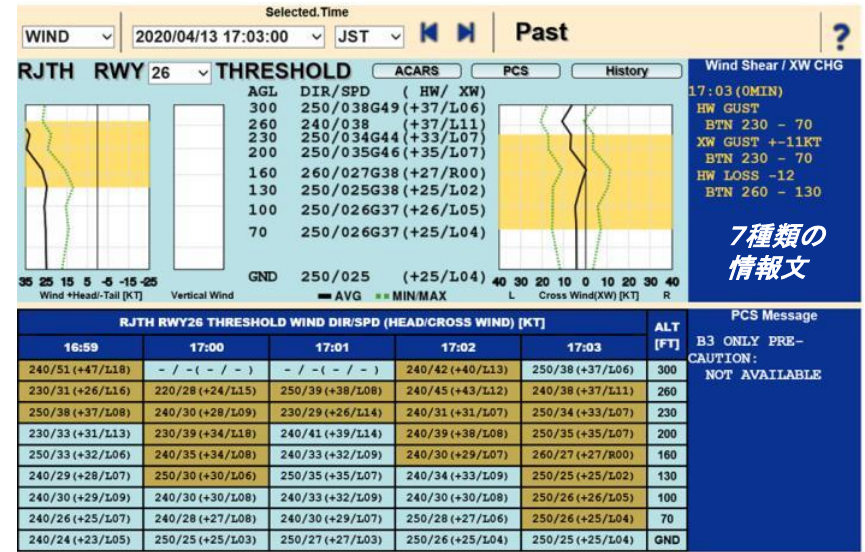 Selected.Time
WIND 2020/04/13 17:03:00 JST Past ?
RJTH RWY 26 THRESHOLD ACARS PCS History
AGL DIR/SPD ( HW/ XW)
300 250/038G49(+37/L06)
260 240/038 (+37/L11)
230 250/034G44(+33/L07)
200 250/035G46(+35/L07)
160 260/027G38(+27/R00)
130 250/025G38(+25/L02)
100 250/026G37(+26/L05)
70 250/026G37(+25/L04)
GND 250/025 (+25/L04)
35 25 15 5 -5 -15 -25
Wind +Head/-Tail [KT]
Vertical Wind
AVG MIN/MAX
40 30 20 10 0 10 20 30 40
L Cross Wind(XW) [KT] R
Wind Shear / XW CHG
17:03(0MIN)
HW GUST
BTN 230 - 70
XW GUST +-11KT
BTN 230 - 70
HW LOSS -12
BTN 260 - 130
7種類の
情報文
RJTH RWY26 THRESHOLD WIND DIR/SPD (HEAD/CROSS WIND) [KT] ALT
16:59 17:00 17:01 17:02 17:03 [FT]
240/51(+47/L18) - / -( - / - ) - / -( - / - ) 240/42(+40/L13) 250/38(+37/L06) 300
230/31(+26/L16) 220/28(+24/L15) 250/39(+38/L08) 240/45(+43/L12) 240/38(+37/L11) 260
250/38(+37/L08) 240/30(+28/L09) 230/29(+26/L14) 240/31(+31/L07) 250/34(+33/L07) 230
230/33(+31/L13) 230/39(+34/L18) 240/41(+39/L14) 240/39(+38/L08) 250/35(+35/L07) 200
250/33(+32/L06) 240/35(+34/L08) 240/33(+32/L09) 240/30(+29/L07) 260/27(+27/R00) 160
240/29(+28/L07) 250/30(+30/L06) 250/35(+35/L07) 240/34(+33/L09) 250/25(+25/L02) 130
240/30(+29/L09) 240/30(+30/L08) 240/33(+32/L09) 240/30(+30/L08) 250/26(+26/L05) 100
240/26(+25/L07) 240/28(+27/L08) 240/30(+29/L07) 250/28(+27/L06) 250/26(+25/L04) 70
240/24(+23/L05) 250/25(+25/L03) 250/27(+27/L03) 250/26(+25/L04) 250/25(+25/L04) GND
PCS Message
B3 ONLY PRE-
CAUTION:
NOT AVAILABLE